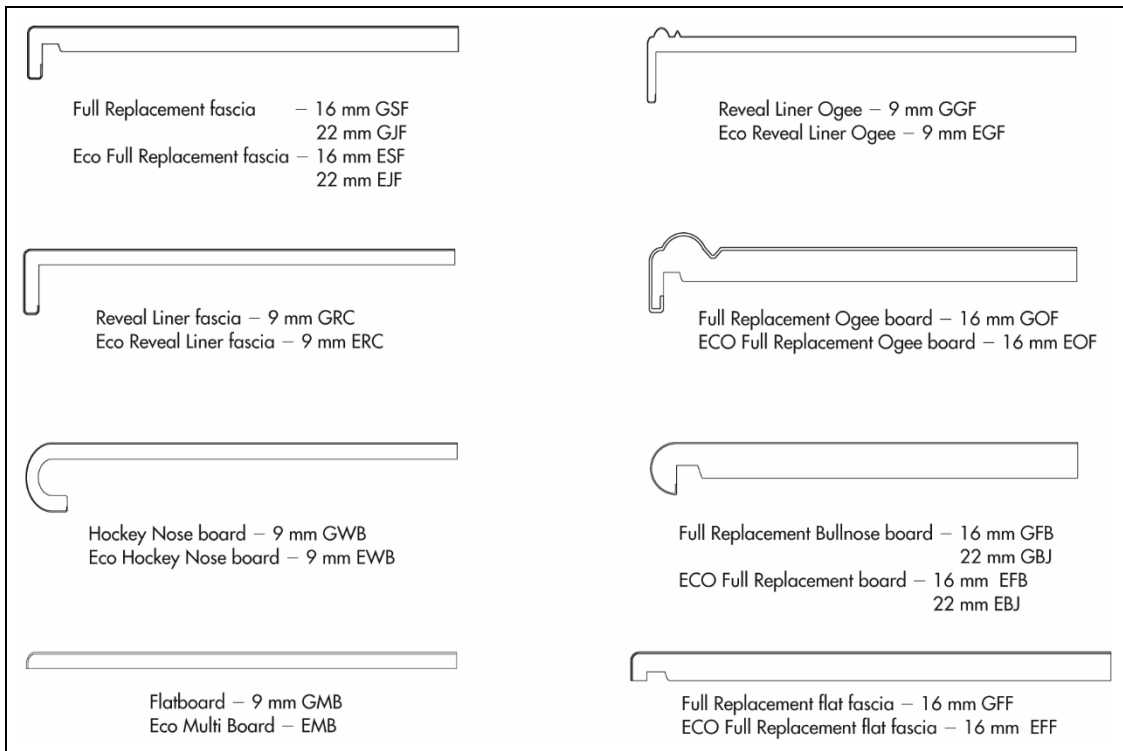 Full Replacement fascia – 16 mm GSF
22 mm GJF
Eco Full Replacement fascia – 16 mm ESF
22 mm EJF
Reveal Liner Ogee – 9 mm GGF
Eco Reveal Liner Ogee – 9 mm EGF
Reveal Liner fascia – 9 mm GRC
Eco Reveal Liner fascia – 9 mm ERC
Full Replacement Ogee board – 16 mm GOF
ECO Full Replacement Ogee board – 16 mm EOF
Hockey Nose board – 9 mm GWB
Eco Hockey Nose board – 9 mm EWB
Full Replacement Bullnose board – 16 mm GFB
22 mm GBJ
ECO Full Replacement board – 16 mm EFB
22 mm EBJ
Flatboard – 9 mm GMB
Eco Multi Board – EMB
Full Replacement flat fascia – 16 mm GFF
ECO Full Replacement flat fascia – 16 mm EFF